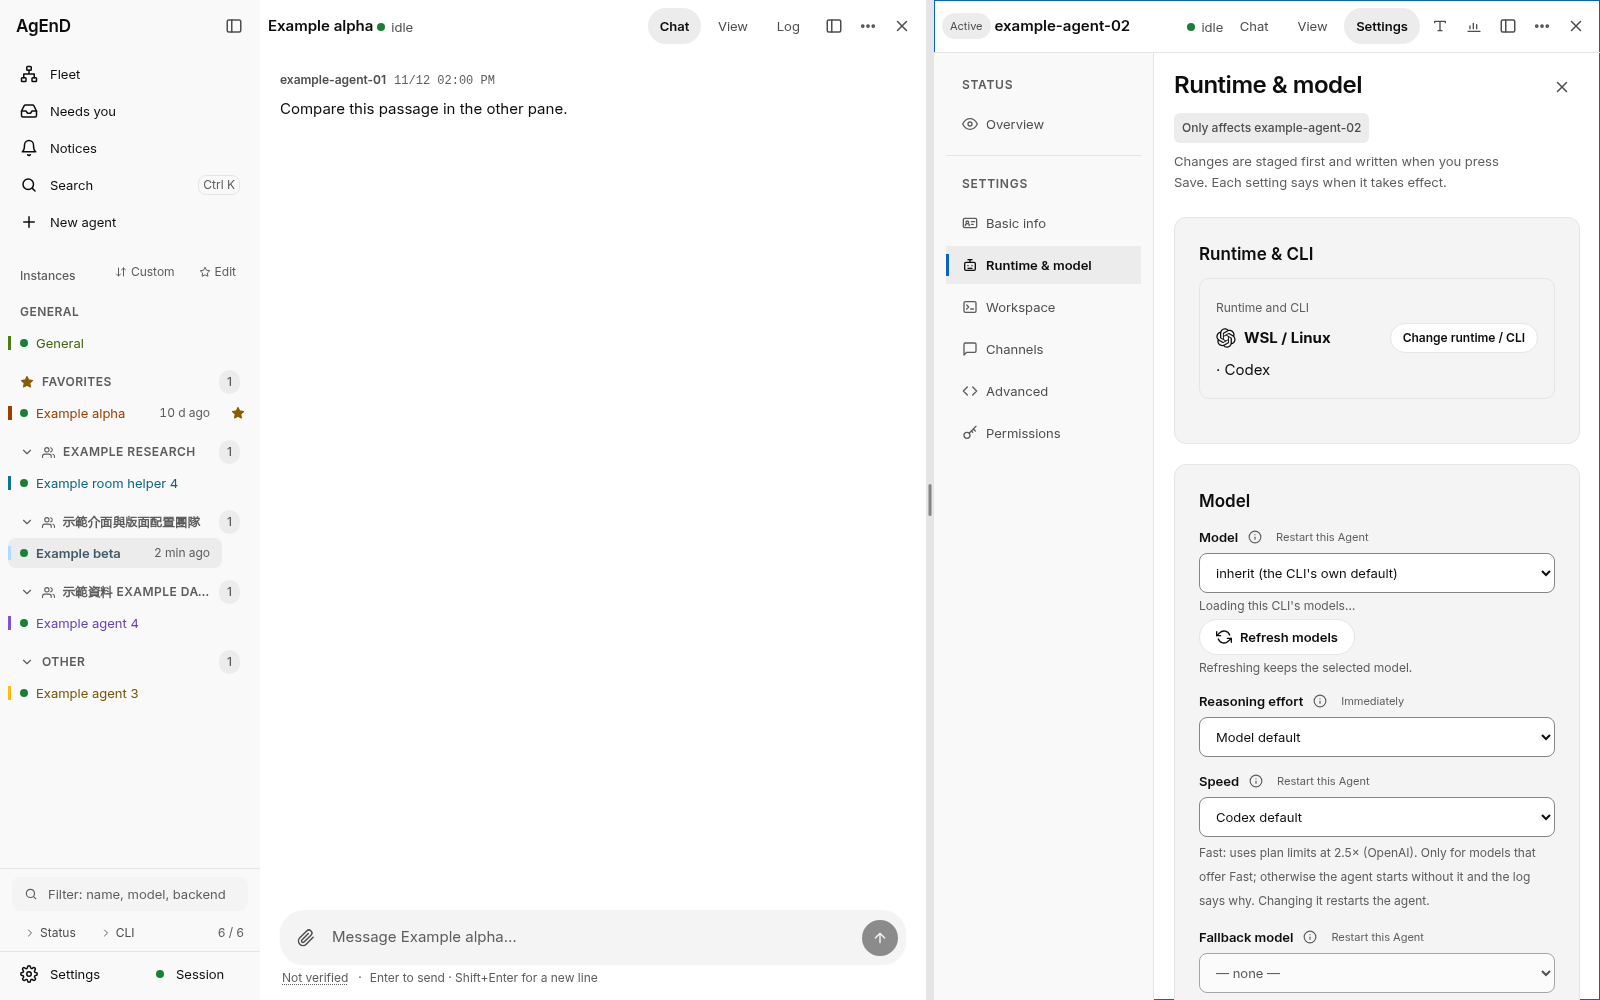 AgEnD
Fleet
Needs you
Notices
Search
Ctrl K
New agent
Instances
Custom
Edit
GENERAL
General
FAVORITES
1
Example alpha
10 d ago
EXAMPLE RESEARCH
1
Example room helper 4
示範介面與版面配置團隊
1
Example beta
2 min ago
示範資料 EXAMPLE DA...
1
Example agent 4
OTHER
1
Example agent 3
Filter: name, model, backend
Status
CLI
6 / 6
Settings
Session
Example alpha
idle
Chat
View
Log
example-agent-01 11/12 02:00 PM
Compare this passage in the other pane.
Message Example alpha...
Not verified · Enter to send · Shift+Enter for a new line
Active
example-agent-02
idle
Chat
View
Settings
STATUS
Overview
SETTINGS
Basic info
Runtime & model
Workspace
Channels
Advanced
Permissions
Runtime & model
Only affects example-agent-02
Changes are staged first and written when you press
Save. Each setting says when it takes effect.
Runtime & CLI
Runtime and CLI
WSL / Linux
Change runtime / CLI
· Codex
Model
Model
Restart this Agent
inherit (the CLI's own default)
Loading this CLI's models...
Refresh models
Refreshing keeps the selected model.
Reasoning effort
Immediately
Model default
Speed
Restart this Agent
Codex default
Fast: uses plan limits at 2.5× (OpenAI). Only for models that
offer Fast; otherwise the agent starts without it and the log
says why. Changing it restarts the agent.
Fallback model
Restart this Agent
— none —